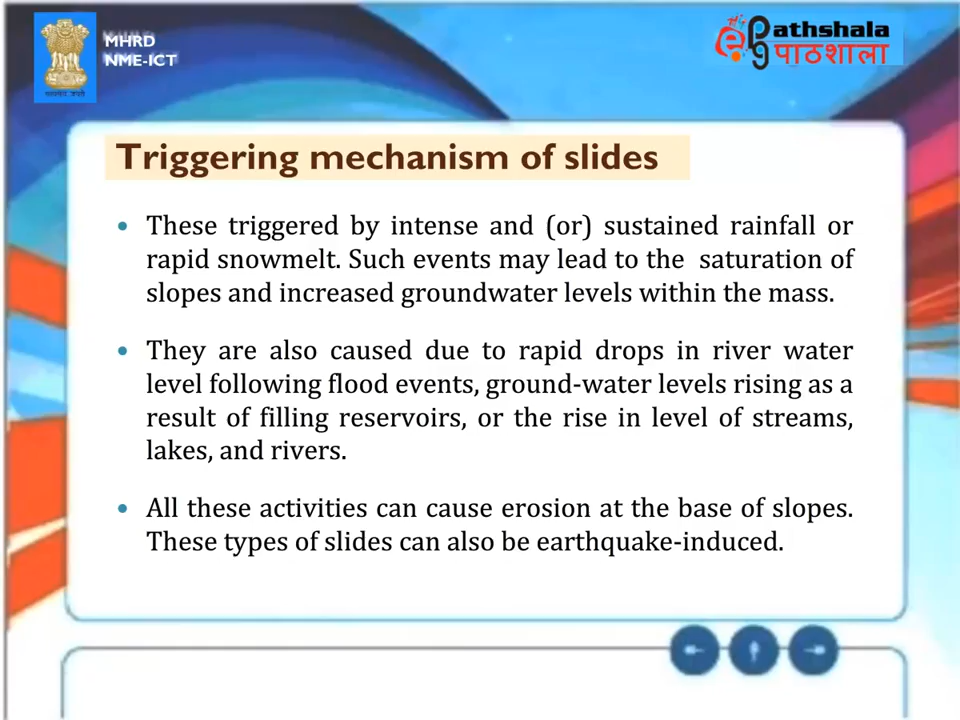 MHRD
NME-ICT
epg athshala
पाठशाला
Triggering mechanism of slides
• These triggered by intense and (or) sustained rainfall or
rapid snowmelt. Such events may lead to the saturation of
slopes and increased groundwater levels within the mass.
• They are also caused due to rapid drops in river water
level following flood events, ground-water levels rising as a
result of filling reservoirs, or the rise in level of streams,
lakes, and rivers.
• All these activities can cause erosion at the base of slopes.
These types of slides can also be earthquake-induced.